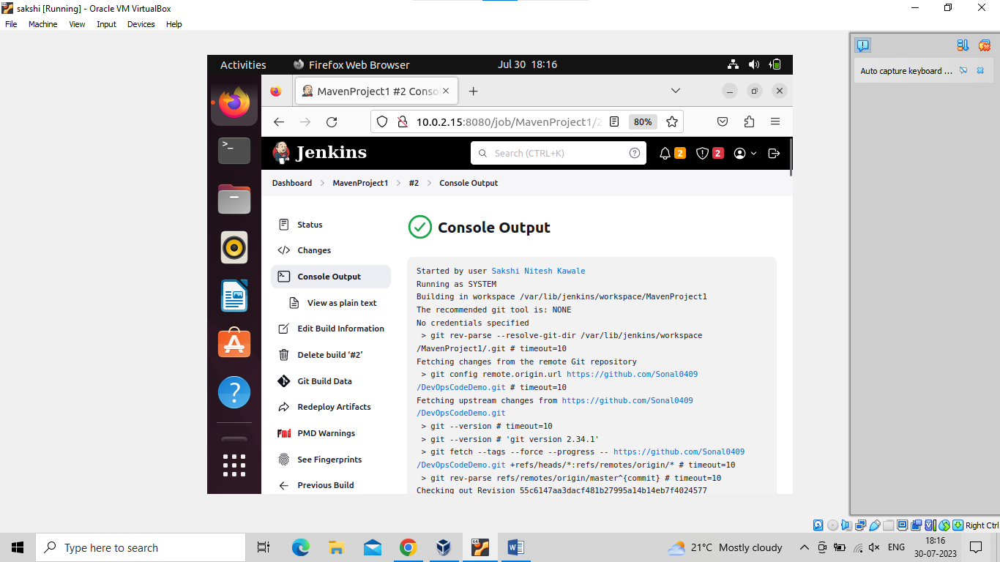 sakshi [Running] - Oracle VM VirtualBox
File Machine View Input Devices Help
Activities Firefox Web Browser Jul 30 18:16
MavenProject1 #2 Conso
10.0.2.15:8080/job/MavenProject1/2 80%
Jenkins Search (CTRL+K) 2 2
Dashboard MavenProject1 #2 Console Output
Status
Changes
Console Output
View as plain text
Edit Build Information
Delete build ‘#2’
Git Build Data
Redeploy Artifacts
PMD Warnings
See Fingerprints
Previous Build
Console Output
Started by user Sakshi Nitesh Kawale
Running as SYSTEM
Building in workspace /var/lib/jenkins/workspace/MavenProject1
The recommended git tool is: NONE
No credentials specified
> git rev-parse --resolve-git-dir /var/lib/jenkins/workspace
/MavenProject1/.git # timeout=10
Fetching changes from the remote Git repository
> git config remote.origin.url https://github.com/Sonal0409
/DevOpsCodeDemo.git # timeout=10
Fetching upstream changes from https://github.com/Sonal0409
/DevOpsCodeDemo.git
> git --version # timeout=10
> git --version # 'git version 2.34.1'
> git fetch --tags --force --progress -- https://github.com/Sonal0409
/DevOpsCodeDemo.git +refs/heads/*:refs/remotes/origin/* # timeout=10
> git rev-parse refs/remotes/origin/master^{commit} # timeout=10
Checking out Revision 55c6147aa3dacf481b27995a14b14eb7f4024577
Auto capture keyboard ...
Right Ctrl
Type here to search
21°C Mostly cloudy
ENG
18:16
30-07-2023